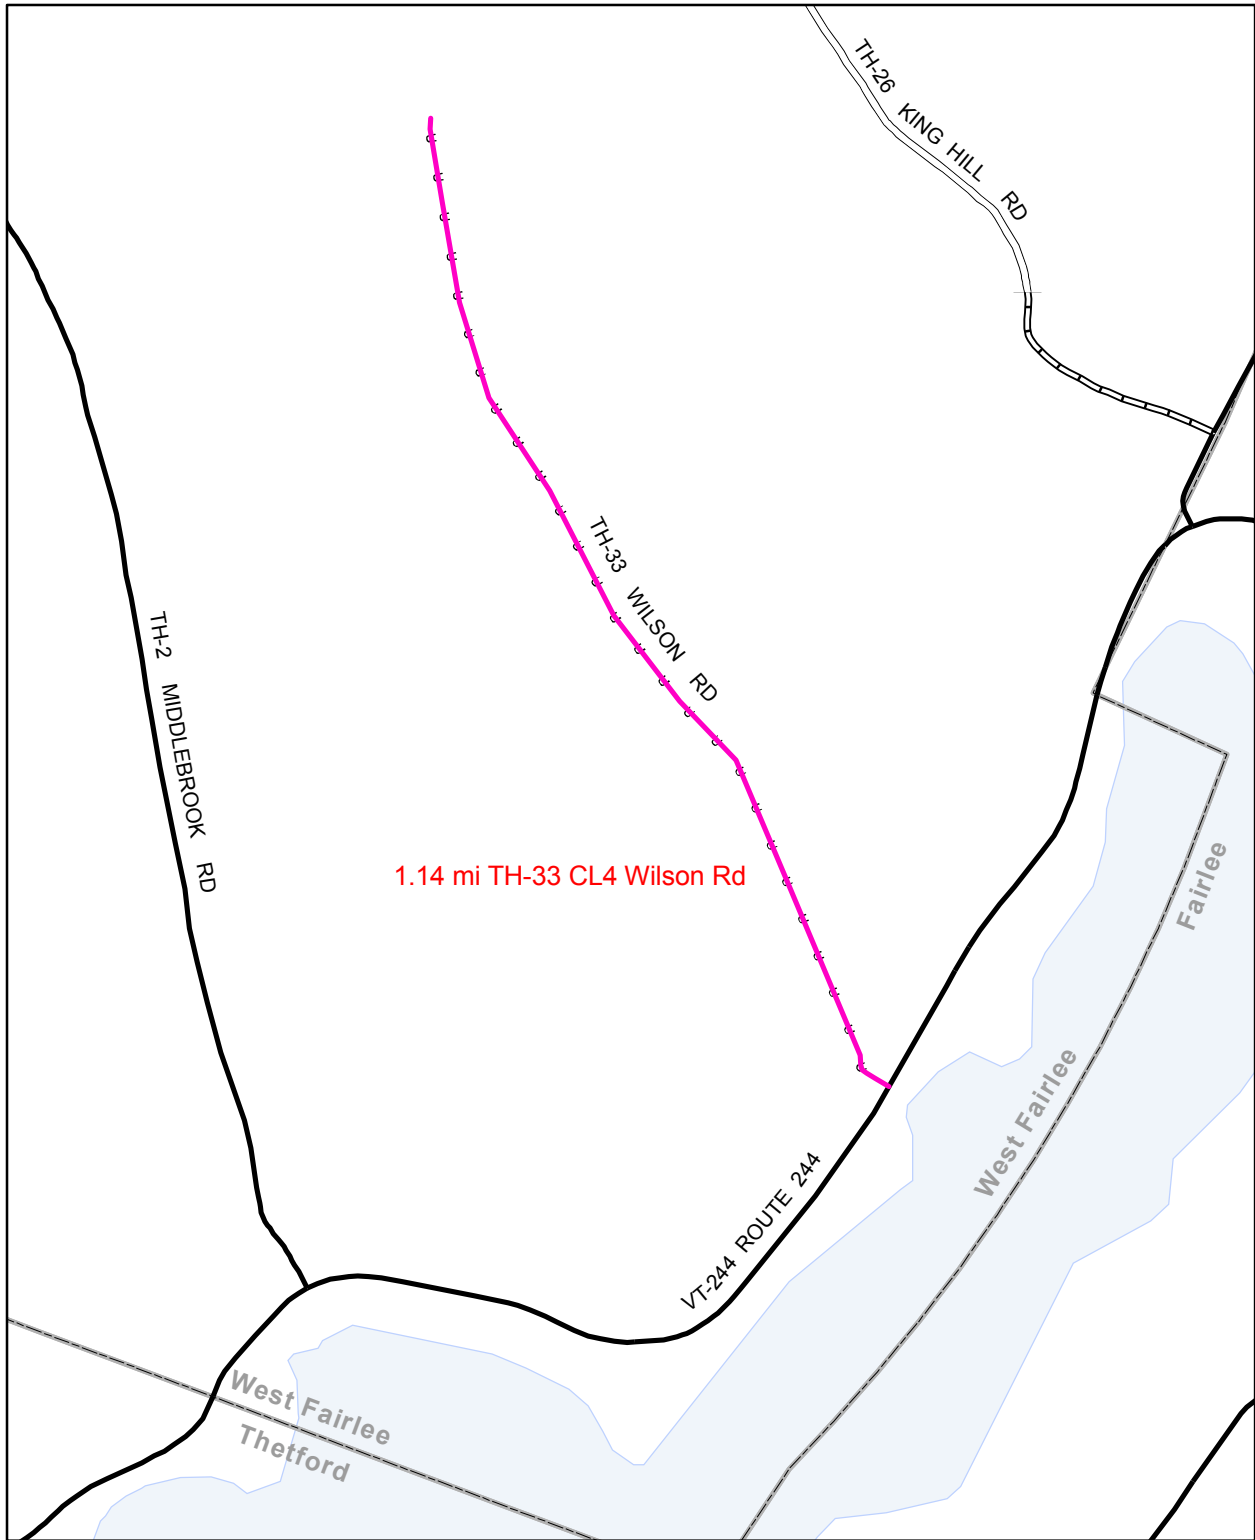 TH-26 KING HILL RD
TH-33 WILSON RD
TH-2 MIDDLEBROOK RD
1.14 mi TH-33 CL4 Wilson Rd
Fairlee
West Fairlee
VT-244 ROUTE 244
West Fairlee
Thetford